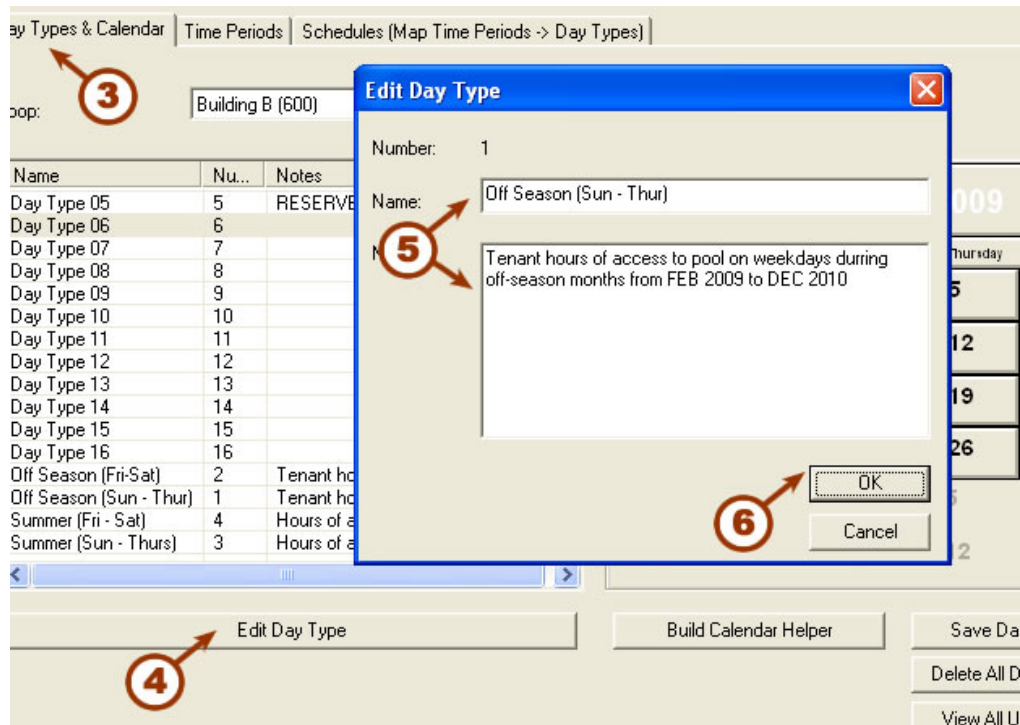 ay Types & Calendar Time Periods Schedules (Map Time Periods -> Day Types)
3
oop: Building B (600)
Edit Day Type
Number: 1
Name: Off Season (Sun - Thur)
5
N
Tenant hours of access to pool on weekdays durring
off-season months from FEB 2009 to DEC 2010
6
OK
Cancel
Name Nu... Notes
Day Type 05 5 RESERVE
Day Type 06 6
Day Type 07 7
Day Type 08 8
Day Type 09 9
Day Type 10 10
Day Type 11 11
Day Type 12 12
Day Type 13 13
Day Type 14 14
Day Type 15 15
Day Type 16 16
Off Season (Fri-Sat) 2 Tenant ho
Off Season (Sun - Thur) 1 Tenant ho
Summer (Fri - Sat) 4 Hours of a
Summer (Sun - Thurs) 3 Hours of a
009
Thursday
5
12
19
26
5
12
Edit Day Type
4
Build Calendar Helper
Save Da
Delete All D
View All U